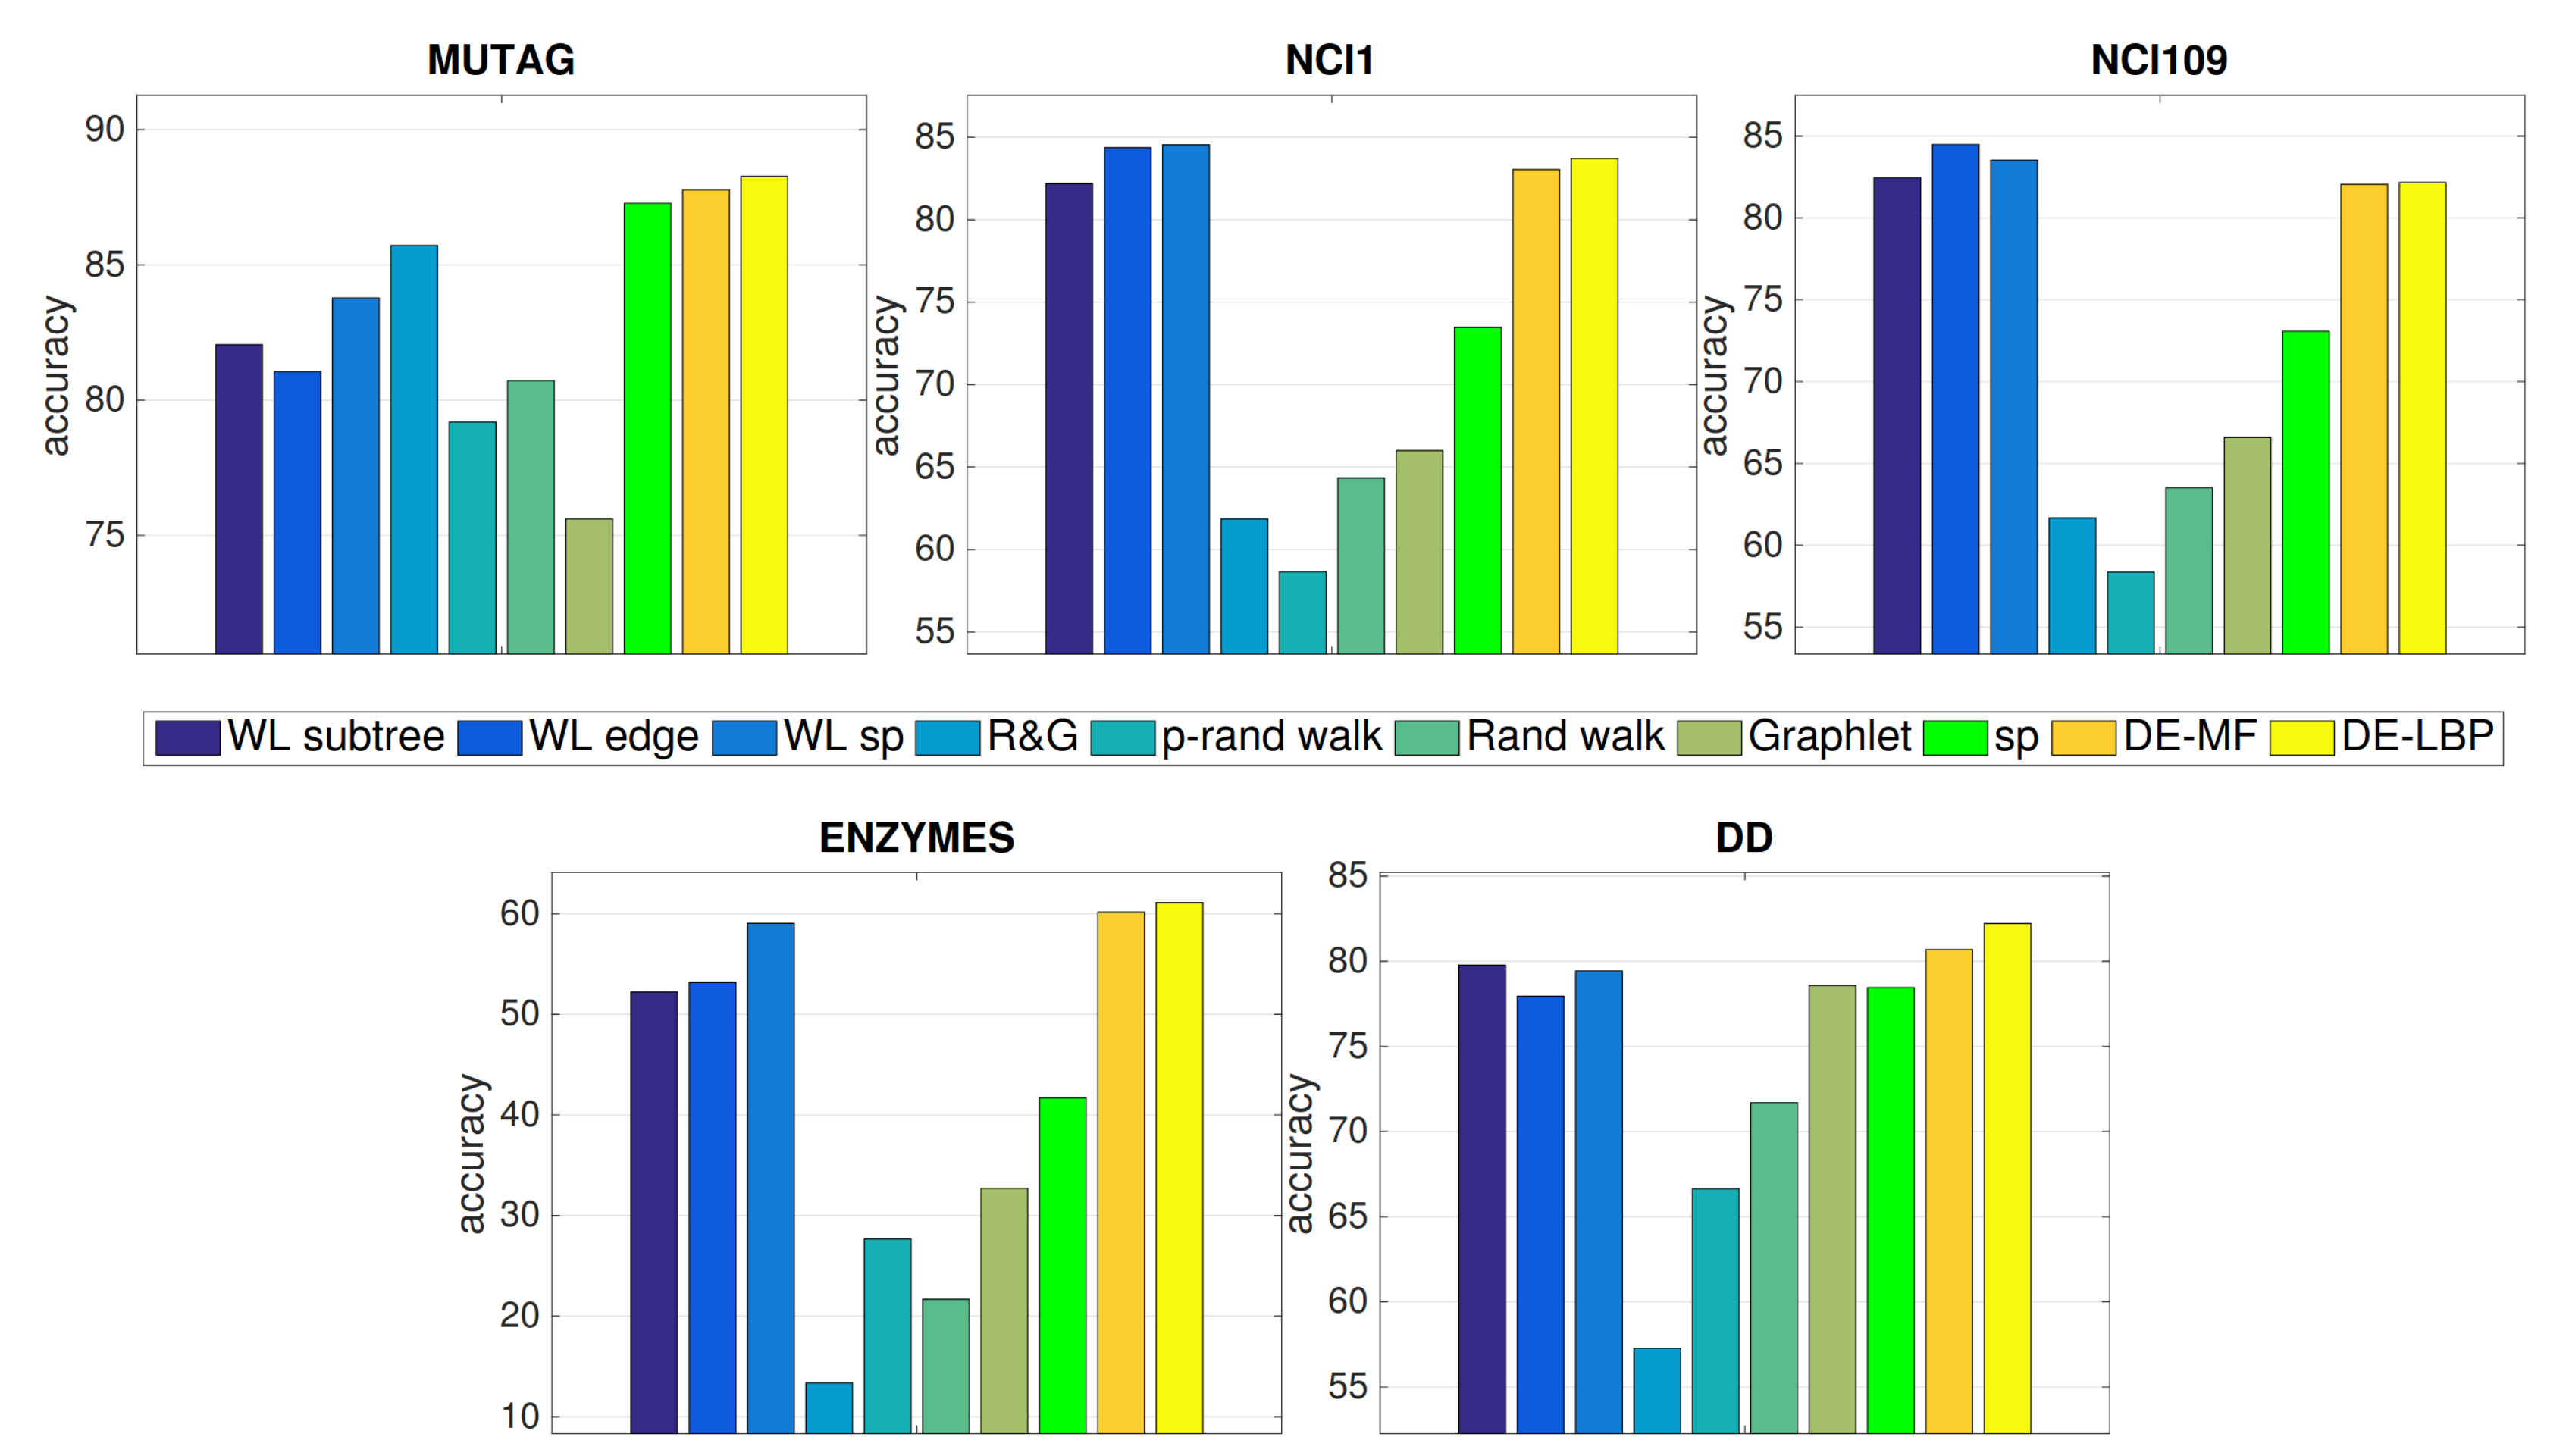 MUTAG
90
85
80
75
accuracy
NCI1
85
80
75
70
65
60
55
accuracy
NCI109
85
80
75
70
65
60
55
accuracy
WL subtree WL edge WL sp R&G p-rand walk Rand walk Graphlet sp DE-MF DE-LBP
ENZYMES
60
50
40
30
20
10
accuracy
DD
85
80
75
70
65
60
55
accuracy